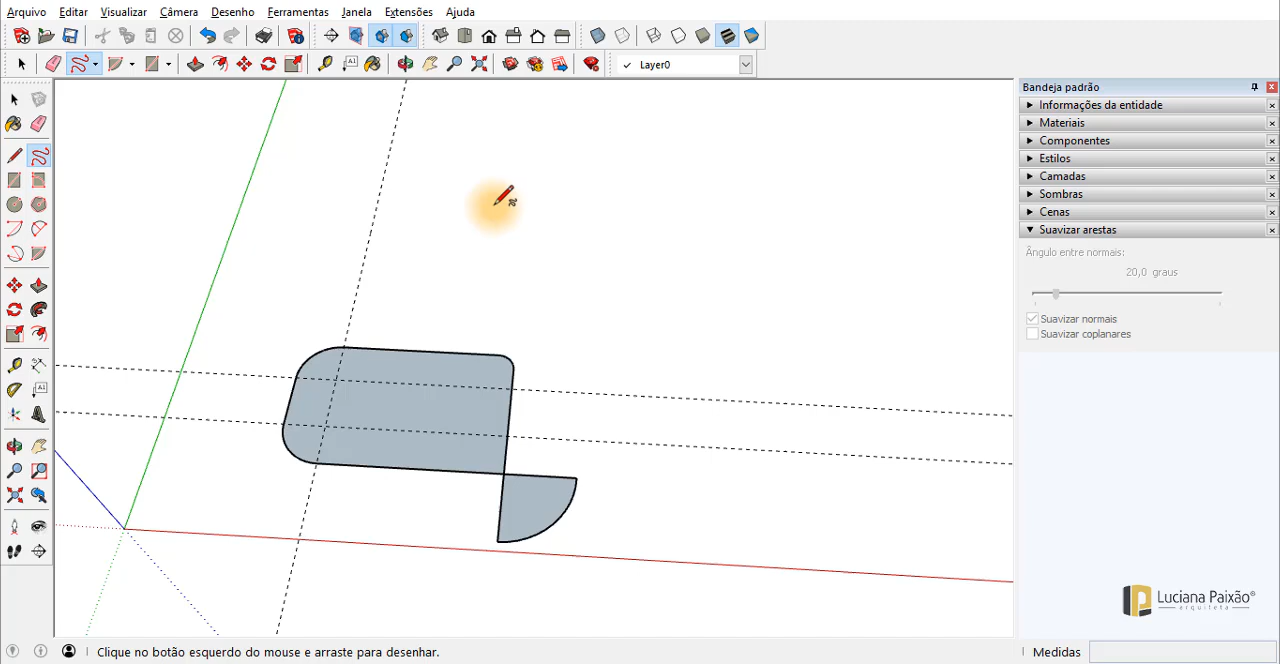 Arquivo Editar Visualizar Câmera Desenho Ferramentas Janela Extensões Ajuda
Layer0
Bandeja padrão
Informações da entidade
Materiais
Componentes
Estilos
Camadas
Sombras
Cenas
Suavizar arestas
Ângulo entre normais:
20,0 graus
Suavizar normais
Suavizar coplanares
Luciana Paixão®
arquiteta
Clique no botão esquerdo do mouse e arraste para desenhar.
Medidas